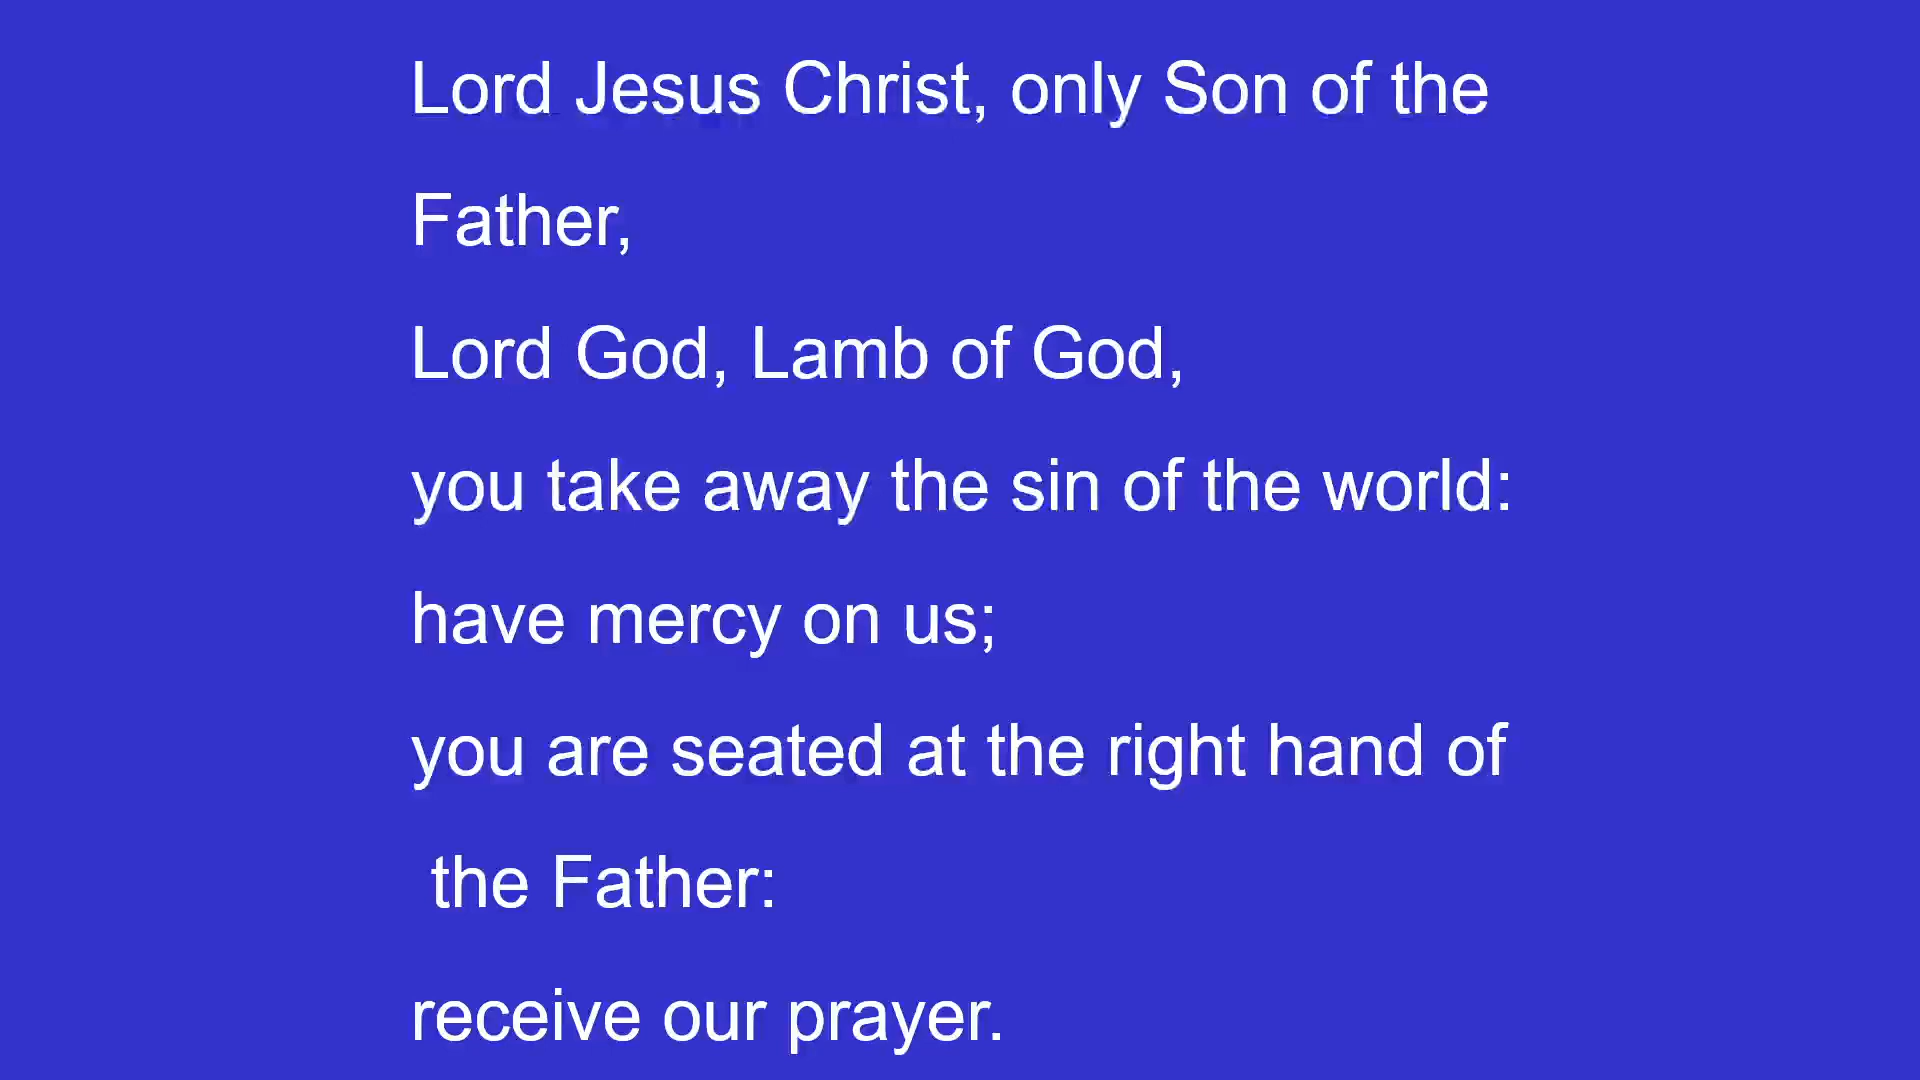 Lord Jesus Christ, only Son of the
Father,
Lord God, Lamb of God,
you take away the sin of the world:
have mercy on us;
you are seated at the right hand of
the Father:
receive our prayer.